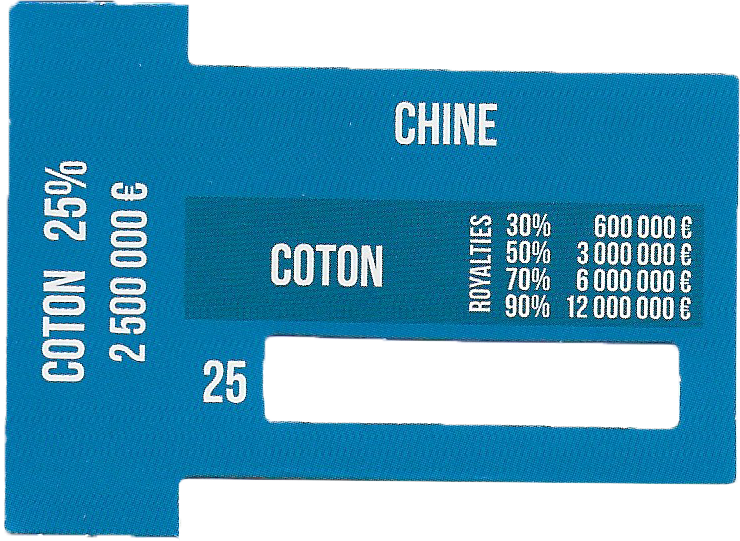 COTON 25%
2 500 000 €
CHINE
COTON
ROYALTIES
30% 600 000 €
50% 3 000 000 €
70% 6 000 000 €
90% 12 000 000 €
25